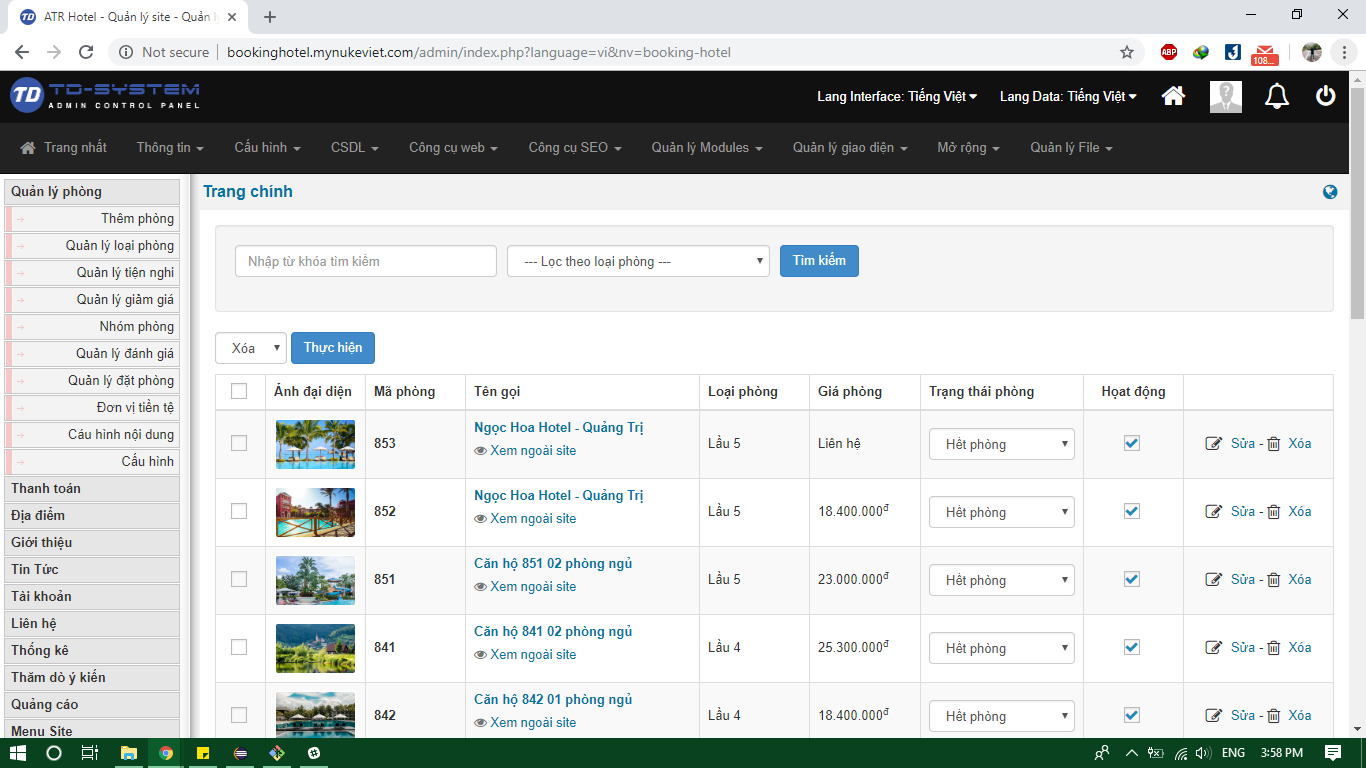 ATR Hotel - Quản lý site - Quản l
Not secure
bookinghotel.mynukeviet.com/admin/index.php?language=vi&nv=booking-hotel
ABP
108...
TD TD-SYSTEM
ADMIN CONTROL PANEL
Lang Interface: Tiếng Việt
Lang Data: Tiếng Việt
Trang nhất
Thông tin
Cấu hình
CSDL
Công cụ web
Công cụ SEO
Quản lý Modules
Quản lý giao diện
Mở rộng
Quản lý File
Quản lý phòng
Thêm phòng
Quản lý loại phòng
Quản lý tiện nghi
Quản lý giảm giá
Nhóm phòng
Quản lý đánh giá
Quản lý đặt phòng
Đơn vị tiền tệ
Cáu hình nội dung
Cấu hình
Thanh toán
Địa điểm
Giới thiệu
Tin Tức
Tài khoản
Liên hệ
Thống kê
Thăm dò ý kiến
Quảng cáo
Menu Site
Trang chính
Nhập từ khóa tìm kiếm
--- Lọc theo loại phòng ---
Tìm kiếm
Xóa
Thực hiện
Ảnh đại diện Mã phòng Tên gọi Loại phòng Giá phòng Trạng thái phòng Họat động
853 Ngọc Hoa Hotel - Quảng Trị Lầu 5 Liên hệ Hết phòng Sửa - Xóa
Xem ngoài site
852 Ngọc Hoa Hotel - Quảng Trị Lầu 5 18.400.000đ Hết phòng Sửa - Xóa
Xem ngoài site
851 Căn hộ 851 02 phòng ngủ Lầu 5 23.000.000đ Hết phòng Sửa - Xóa
Xem ngoài site
841 Căn hộ 841 02 phòng ngủ Lầu 4 25.300.000đ Hết phòng Sửa - Xóa
Xem ngoài site
842 Căn hộ 842 01 phòng ngủ Lầu 4 18.400.000đ Hết phòng Sửa - Xóa
Xem ngoài site
ENG
3:58 PM